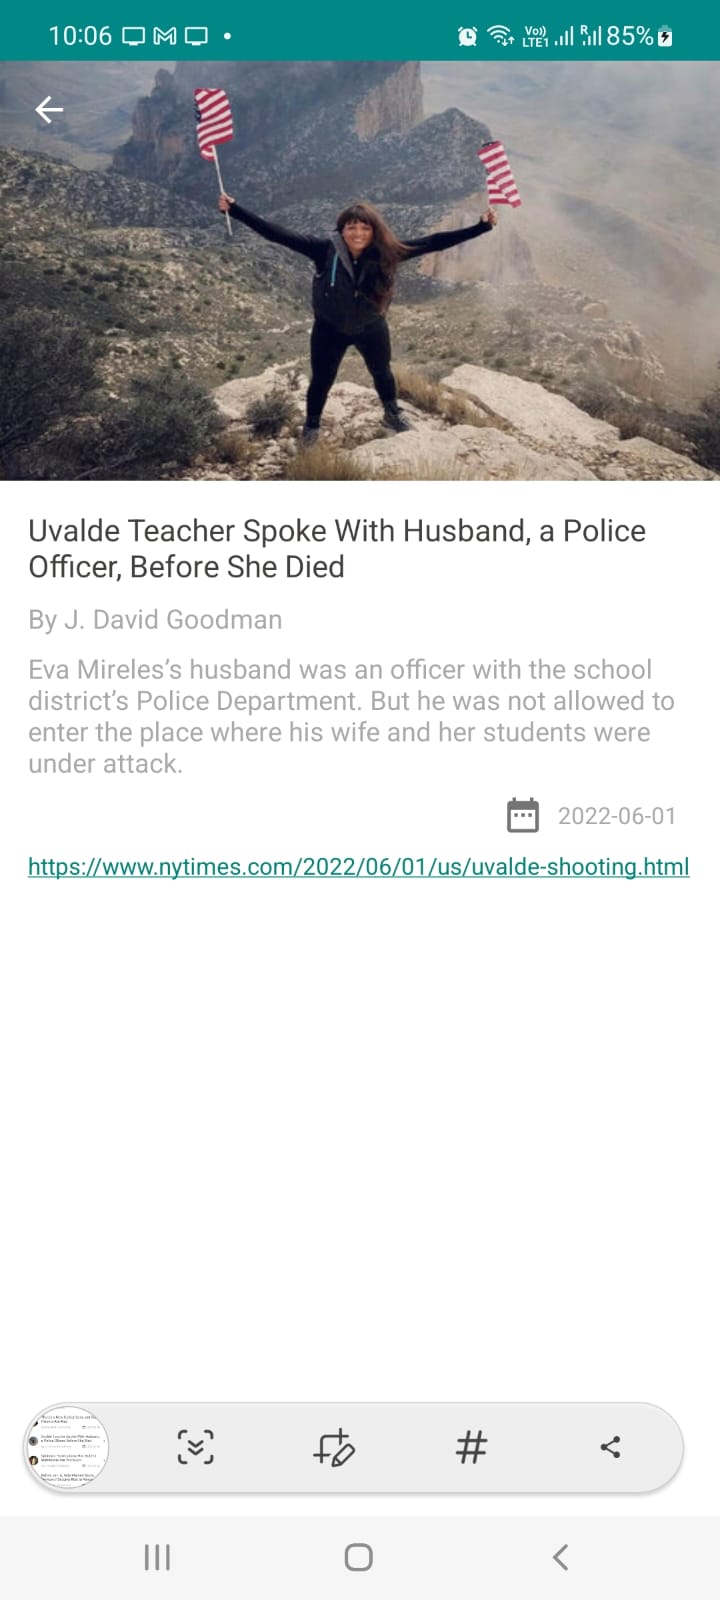 10:06
Vo)) LTE1 R 85%
Uvalde Teacher Spoke With Husband, a Police
Officer, Before She Died
By J. David Goodman
Eva Mireles’s husband was an officer with the school
district’s Police Department. But he was not allowed to
enter the place where his wife and her students were
under attack.
2022-06-01
https://www.nytimes.com/2022/06/01/us/uvalde-shooting.html
#